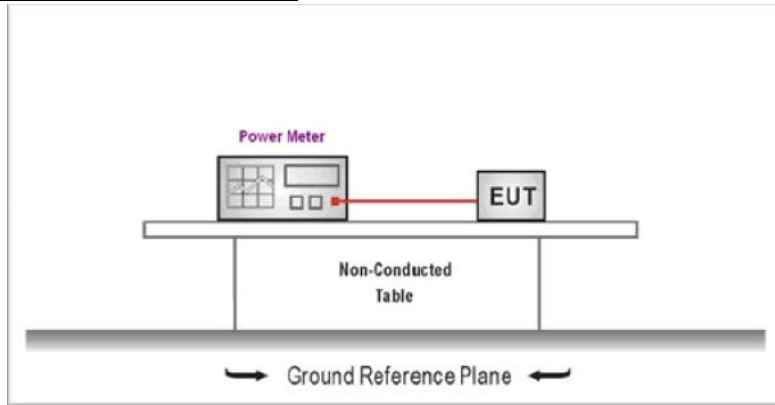 Power Meter
EUT
Non-Conducted
Table
Ground Reference Plane